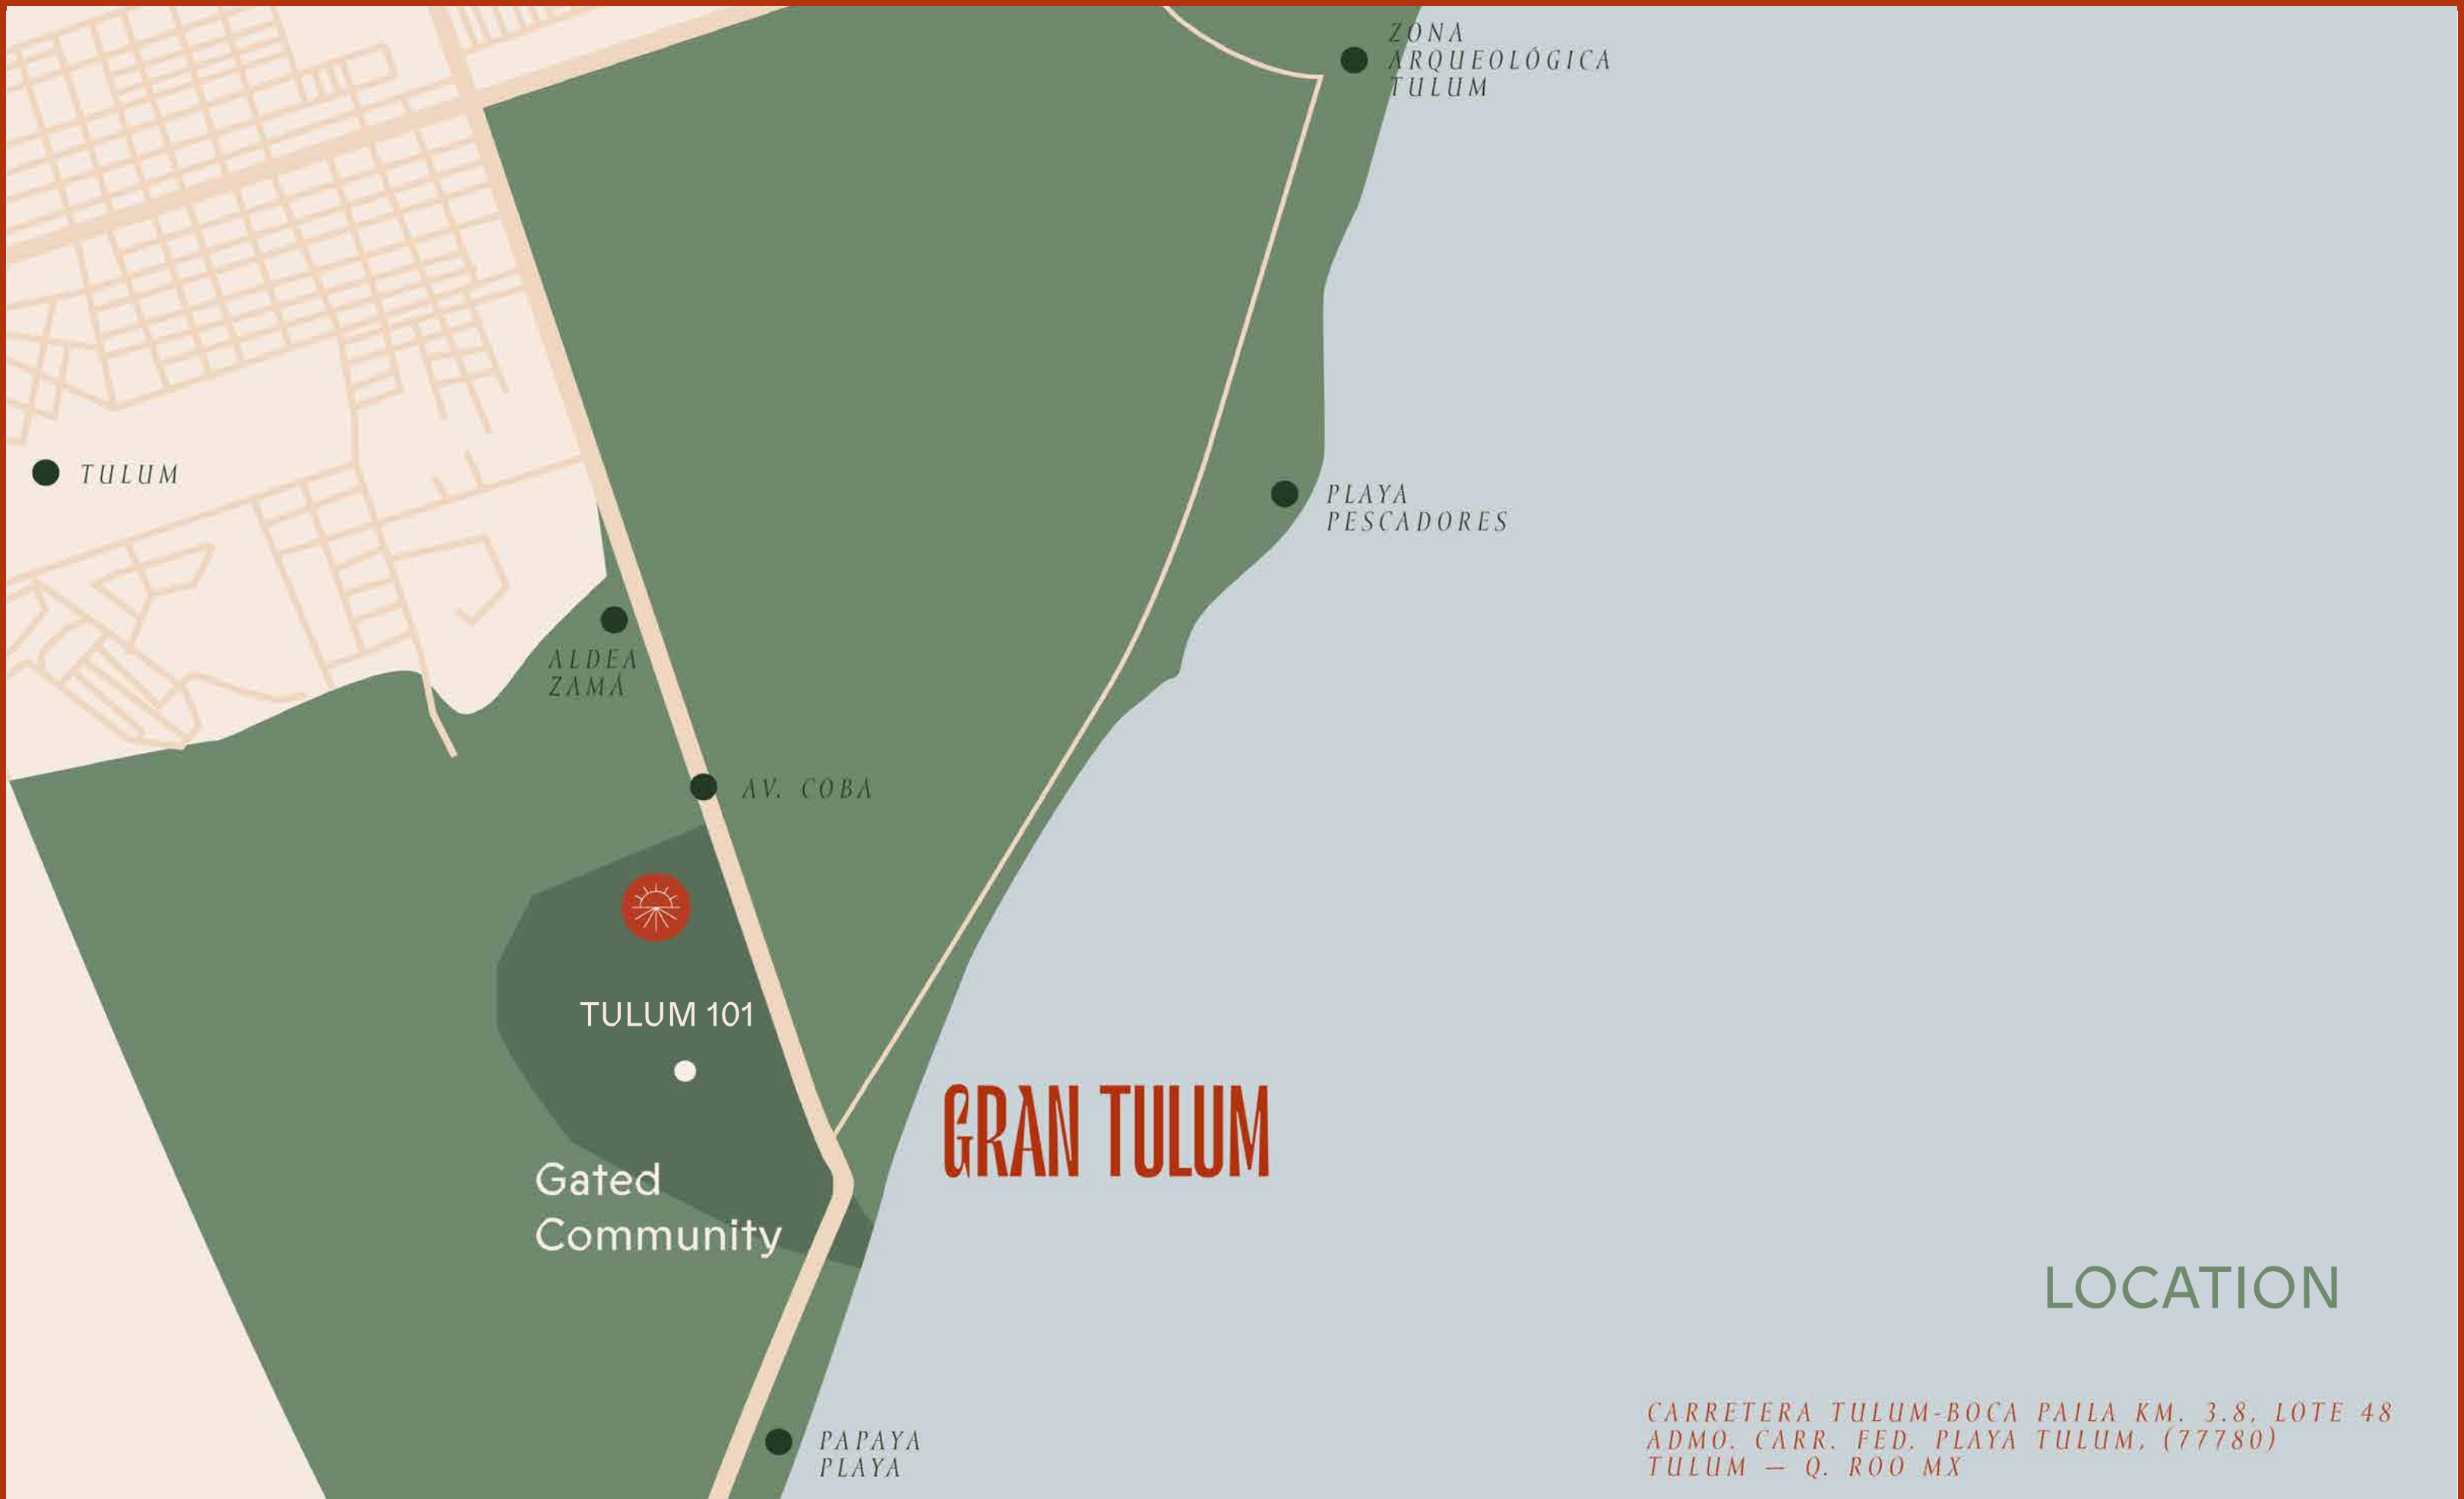 ZONA
ARQUEOLÓGICA
TULUM
TULUM
PLAYA
PESCADORES
ALDEA
ZAMÁ
AV. COBA
TULUM 101
GRAN TULUM
Gated
Community
LOCATION
CARRETERA TULUM-BOCA PAILA KM. 3.8, LOTE 48
ADMO. CARR. FED. PLAYA TULUM, (77780)
TULUM — Q. ROO MX
PAPAYA
PLAYA